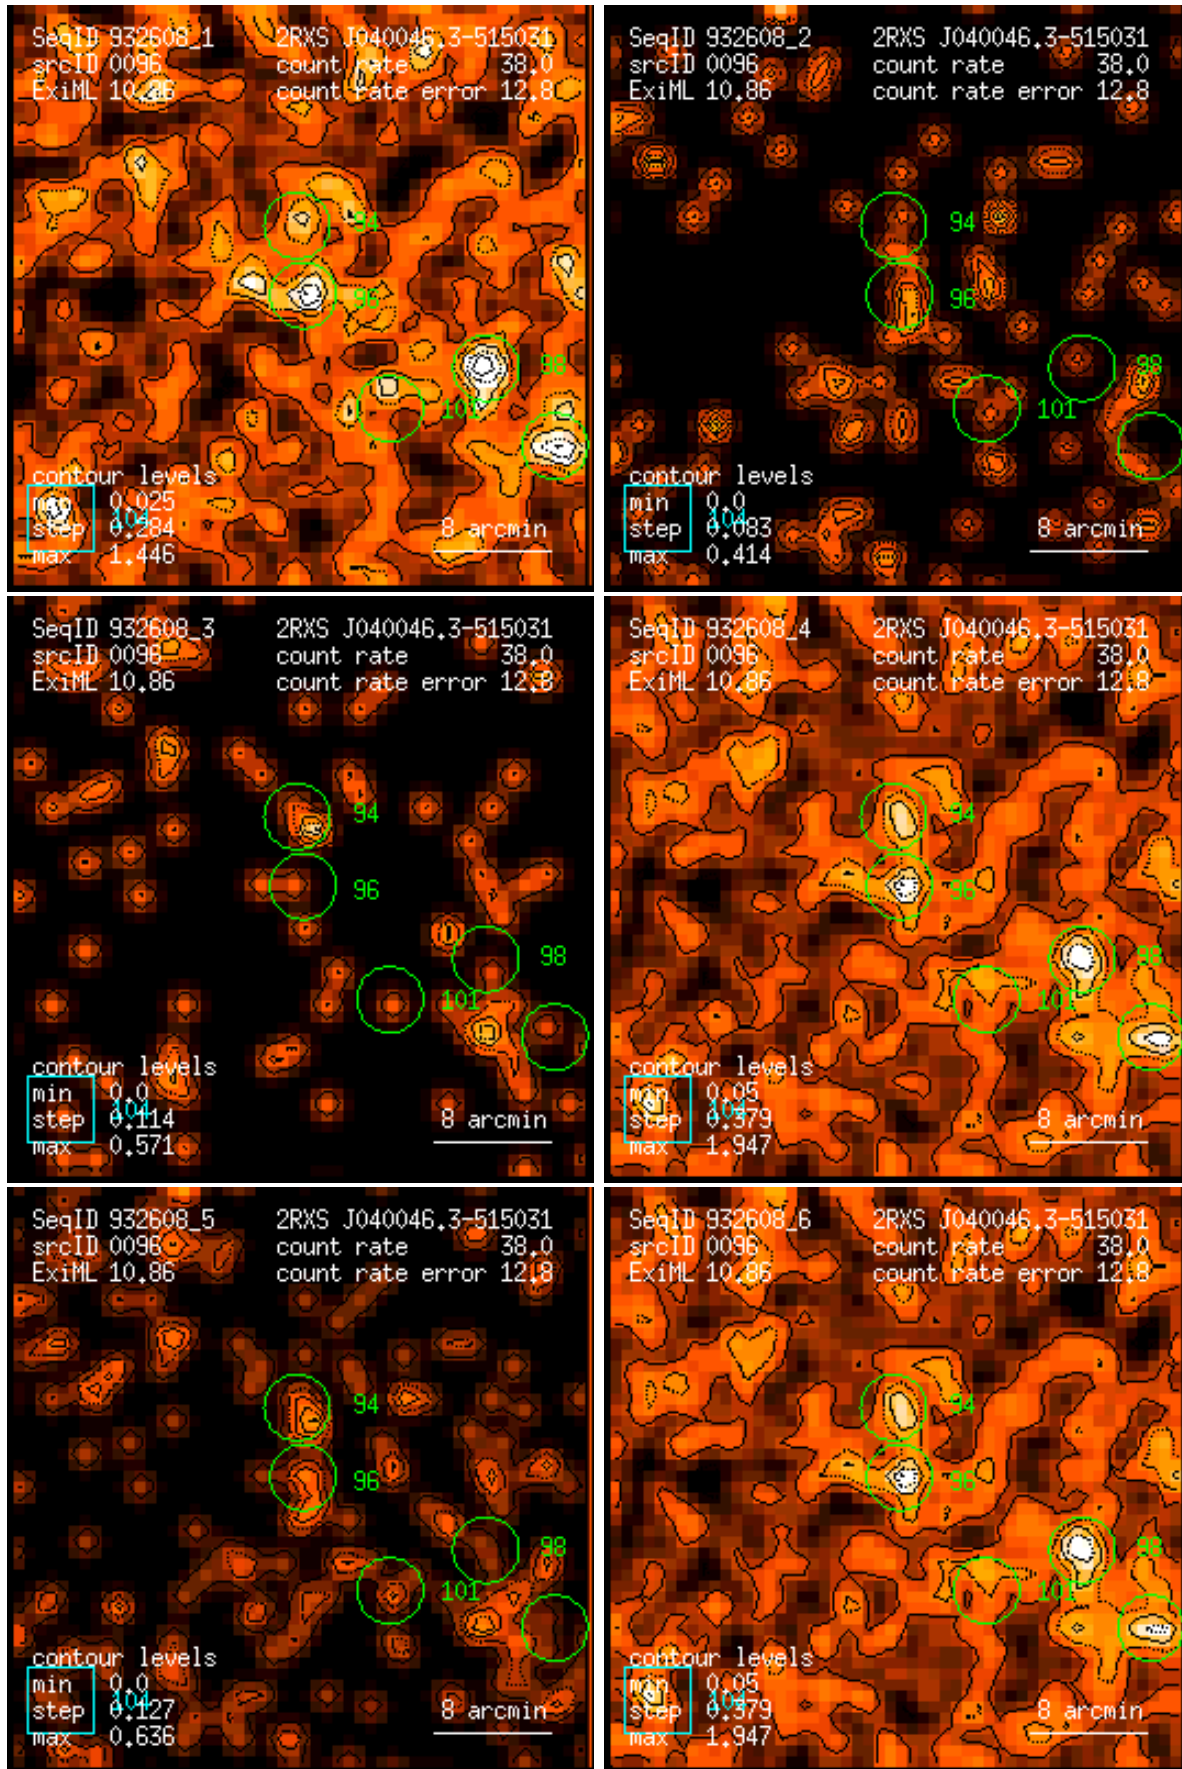 SeqID 932608_1 2RXS J040046.3-515031
srcID 0096 count rate 38.0
ExiML 10.86 count rate error 12.8
94
96
98
101
contour levels
min 0.025
104
step 0.284 8 arcmin
max 1.446
SeqID 932608_2 2RXS J040046.3-515031
srcID 0096 count rate 38.0
ExiML 10.86 count rate error 12.8
94
96
98
101
contour levels
min 0.0
104
step 0.083 8 arcmin
max 0.414
SeqID 932608_3 2RXS J040046.3-515031
srcID 0096 count rate 38.0
ExiML 10.86 count rate error 12.8
94
96
98
101
contour levels
min 0.0
104
step 0.114 8 arcmin
max 0.571
SeqID 932608_4 2RXS J040046.3-515031
srcID 0096 count rate 38.0
ExiML 10.86 count rate error 12.8
94
96
98
101
contour levels
min 0.05
104
step 0.379 8 arcmin
max 1.947
SeqID 932608_5 2RXS J040046.3-515031
srcID 0096 count rate 38.0
ExiML 10.86 count rate error 12.8
94
96
98
101
contour levels
min 0.0
104
step 0.127 8 arcmin
max 0.636
SeqID 932608_6 2RXS J040046.3-515031
srcID 0096 count rate 38.0
ExiML 10.86 count rate error 12.8
94
96
98
101
contour levels
min 0.05
104
step 0.379 8 arcmin
max 1.947